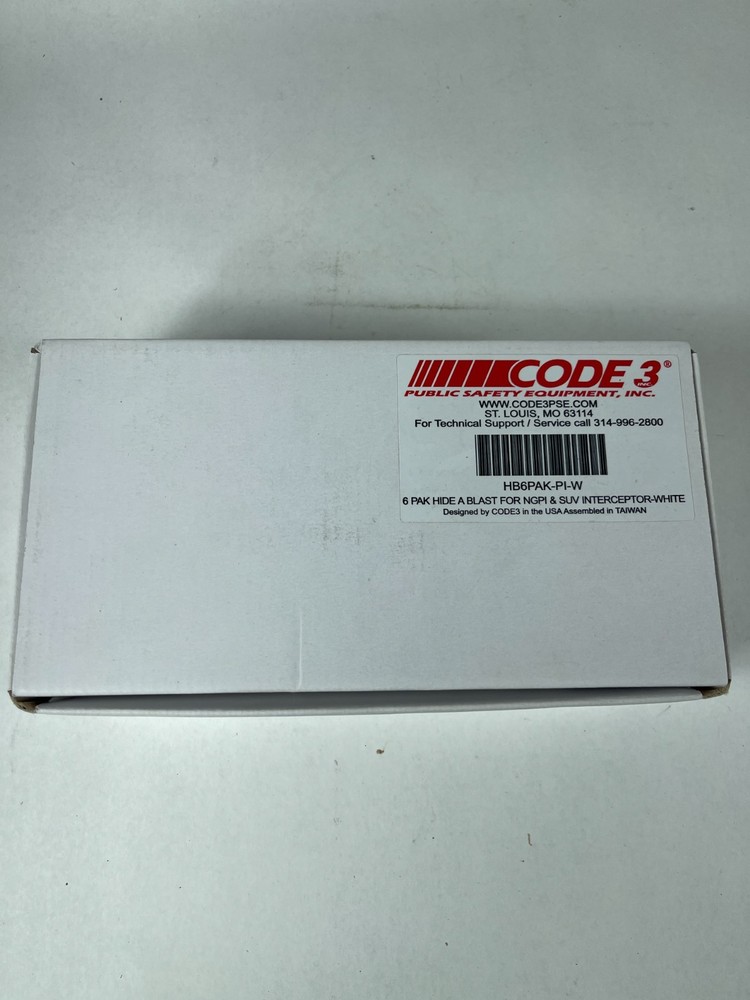 CODE 3®
INC.
PUBLIC SAFETY EQUIPMENT, INC.
WWW.CODE3PSE.COM
ST. LOUIS, MO 63114
For Technical Support / Service call 314-996-2800
HB6PAK-PI-W
6 PAK HIDE A BLAST FOR NGPI & SUV INTERCEPTOR-WHITE
Designed by CODE3 in the USA Assembled in TAIWAN